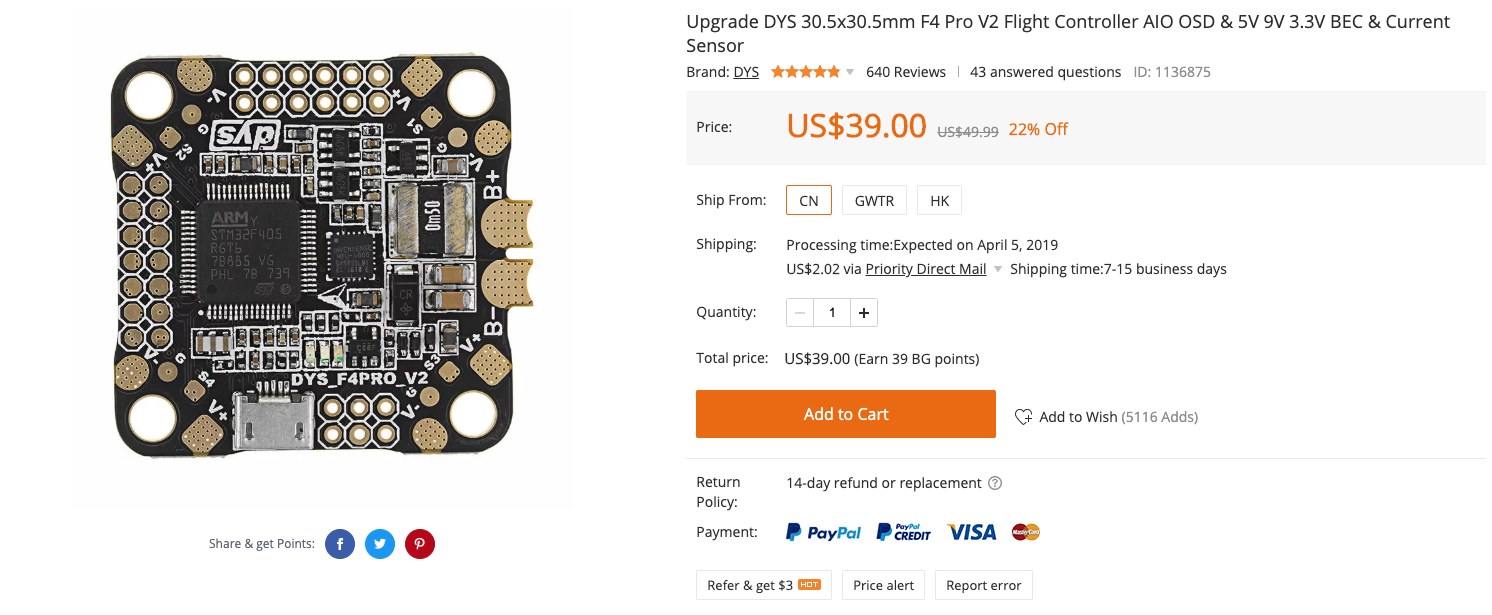 Upgrade DYS 30.5x30.5mm F4 Pro V2 Flight Controller AIO OSD & 5V 9V 3.3V BEC & Current
Sensor
Brand: DYS 640 Reviews 43 answered questions ID: 1136875
Price: US$39.00 US$49.99 22% Off
Ship From: CN GWTR HK
Shipping: Processing time:Expected on April 5, 2019
US$2.02 via Priority Direct Mail Shipping time:7-15 business days
Quantity: 1
Total price: US$39.00 (Earn 39 BG points)
Add to Cart
Add to Wish (5116 Adds)
Return
Policy:
14-day refund or replacement
Payment: PayPal PayPal CREDIT VISA MasterCard
Refer & get $3 HOT Price alert Report error
V-
V+
G
S1
dys
S2
G
V-
V+
B+
ARM
STM32F405
RGT6
7B885 VG
PHL 7B 739
0m50
CR
B-
V+
S3
G
V-
DYS_F4PRO_V2
V-
G
S4
V+
Share & get Points: